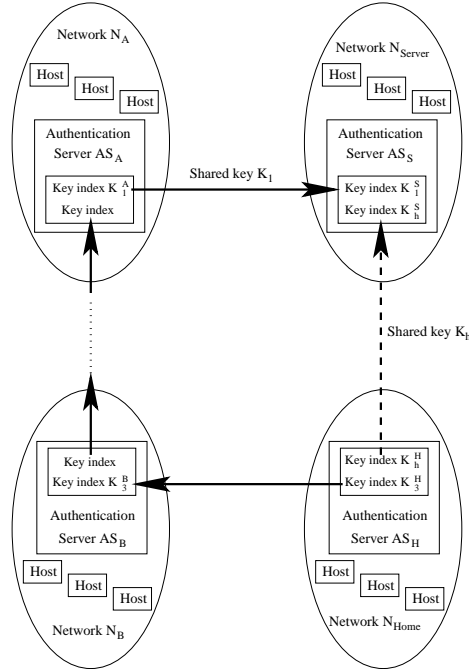 Network N_A
Host
Host
Host
Authentication
Server AS_A
Key index K_1^A
Key index
Shared key K_1
Network N_Server
Host
Host
Host
Authentication
Server AS_S
Key index K_1^S
Key index K_h^S
Shared key K_h
Key index
Key index K_3^B
Authentication
Server AS_B
Host
Host
Host
Network N_B
Key index K_h^H
Key index K_3^H
Authentication
Server AS_H
Host
Host
Host
Network N_Home